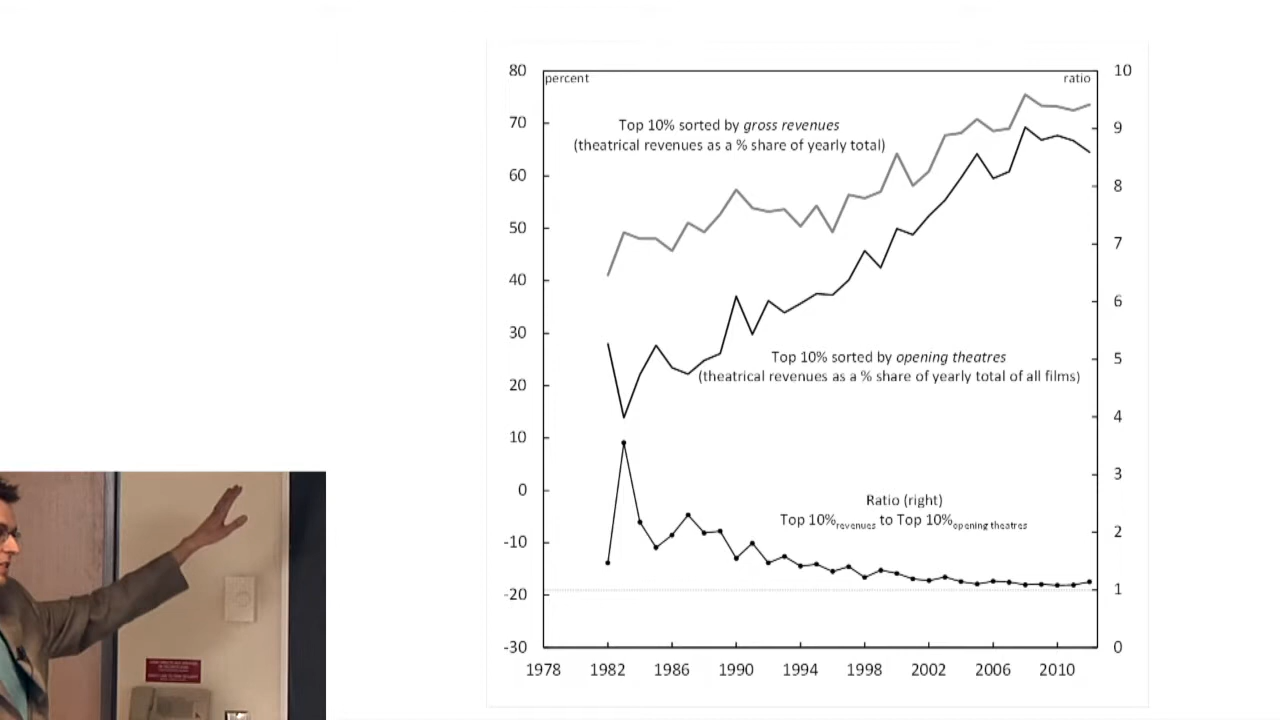 80
percent
ratio
10
Top 10% sorted by gross revenues
(theatrical revenues as a % share of yearly total)
70
9
60
8
50
7
40
6
30
5
Top 10% sorted by opening theatres
(theatrical revenues as a % share of yearly total of all films)
20
4
10
3
0
Ratio (right)
Top 10%revenues to Top 10%opening theatres
-10
2
-20
1
-30
0
1978 1982 1986 1990 1994 1998 2002 2006 2010